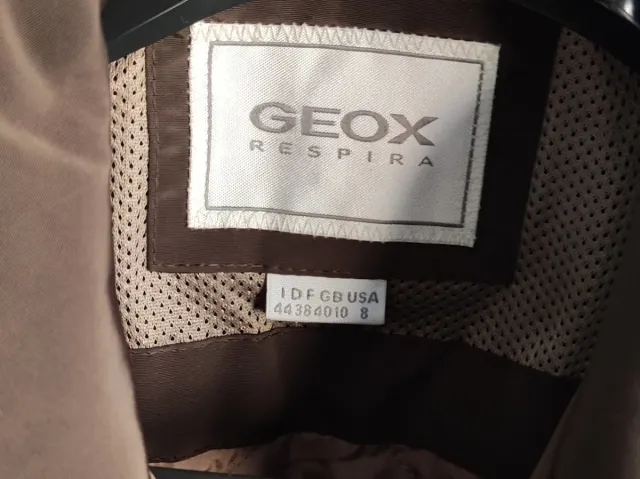 GEOX
RESPIRA
I D F GB USA
44 38 40 10 8